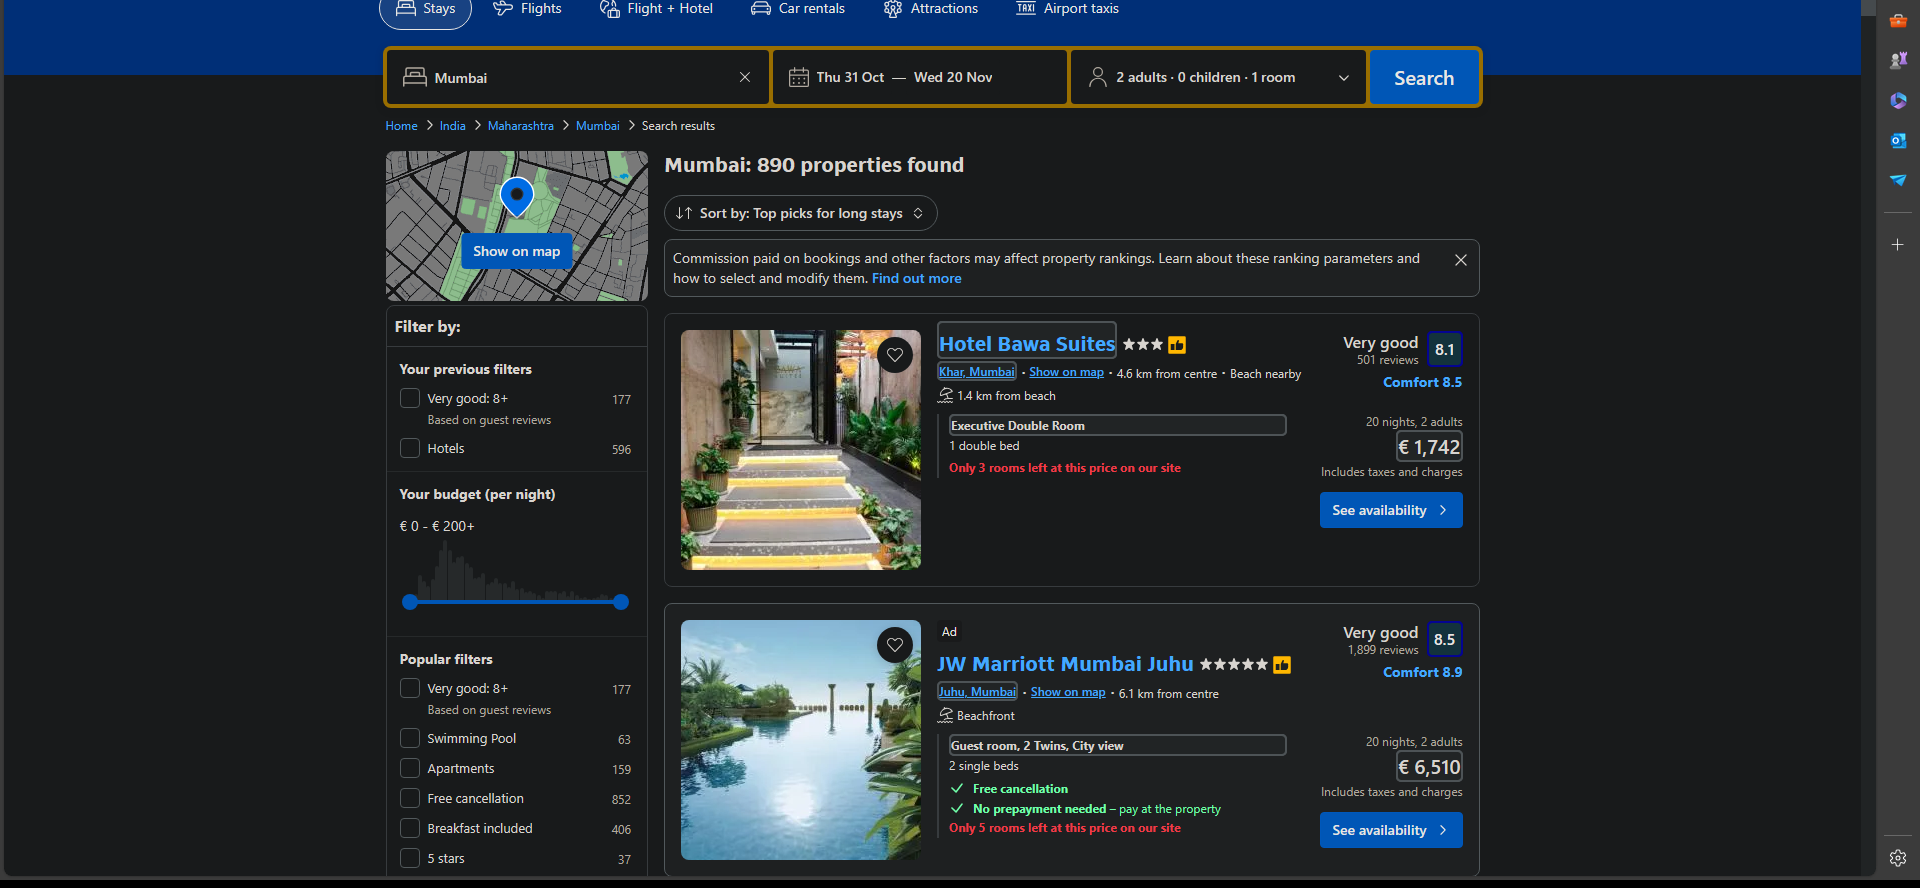 Stays
Flights
Flight + Hotel
Car rentals
Attractions
TAXI Airport taxis
Mumbai
Thu 31 Oct — Wed 20 Nov
2 adults · 0 children · 1 room
Search
Home > India > Maharashtra > Mumbai > Search results
Show on map
Mumbai: 890 properties found
Sort by: Top picks for long stays
Commission paid on bookings and other factors may affect property rankings. Learn about these ranking parameters and
how to select and modify them. Find out more
Filter by:
Your previous filters
Very good: 8+ 177
Based on guest reviews
Hotels 596
Your budget (per night)
€ 0 - € 200+
Popular filters
Very good: 8+ 177
Based on guest reviews
Swimming Pool 63
Apartments 159
Free cancellation 852
Breakfast included 406
5 stars 37
Hotel Bawa Suites
Khar, Mumbai · Show on map · 4.6 km from centre · Beach nearby
1.4 km from beach
Executive Double Room
1 double bed
Only 3 rooms left at this price on our site
Very good 8.1
501 reviews
Comfort 8.5
20 nights, 2 adults
€ 1,742
Includes taxes and charges
See availability
Ad
JW Marriott Mumbai Juhu
Juhu, Mumbai · Show on map · 6.1 km from centre
Beachfront
Guest room, 2 Twins, City view
2 single beds
Free cancellation
No prepayment needed – pay at the property
Only 5 rooms left at this price on our site
Very good 8.5
1,899 reviews
Comfort 8.9
20 nights, 2 adults
€ 6,510
Includes taxes and charges
See availability